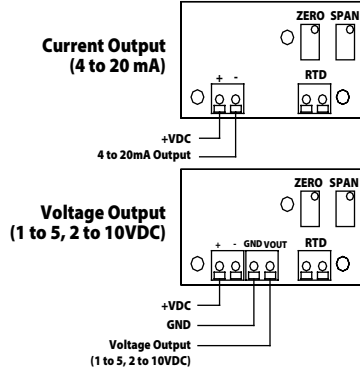 ZERO SPAN
Current Output
(4 to 20 mA)
+ -
RTD
+VDC
4 to 20mA Output
ZERO SPAN
Voltage Output
(1 to 5, 2 to 10VDC)
+ - GND VOUT
RTD
+VDC
GND
Voltage Output
(1 to 5, 2 to 10VDC)